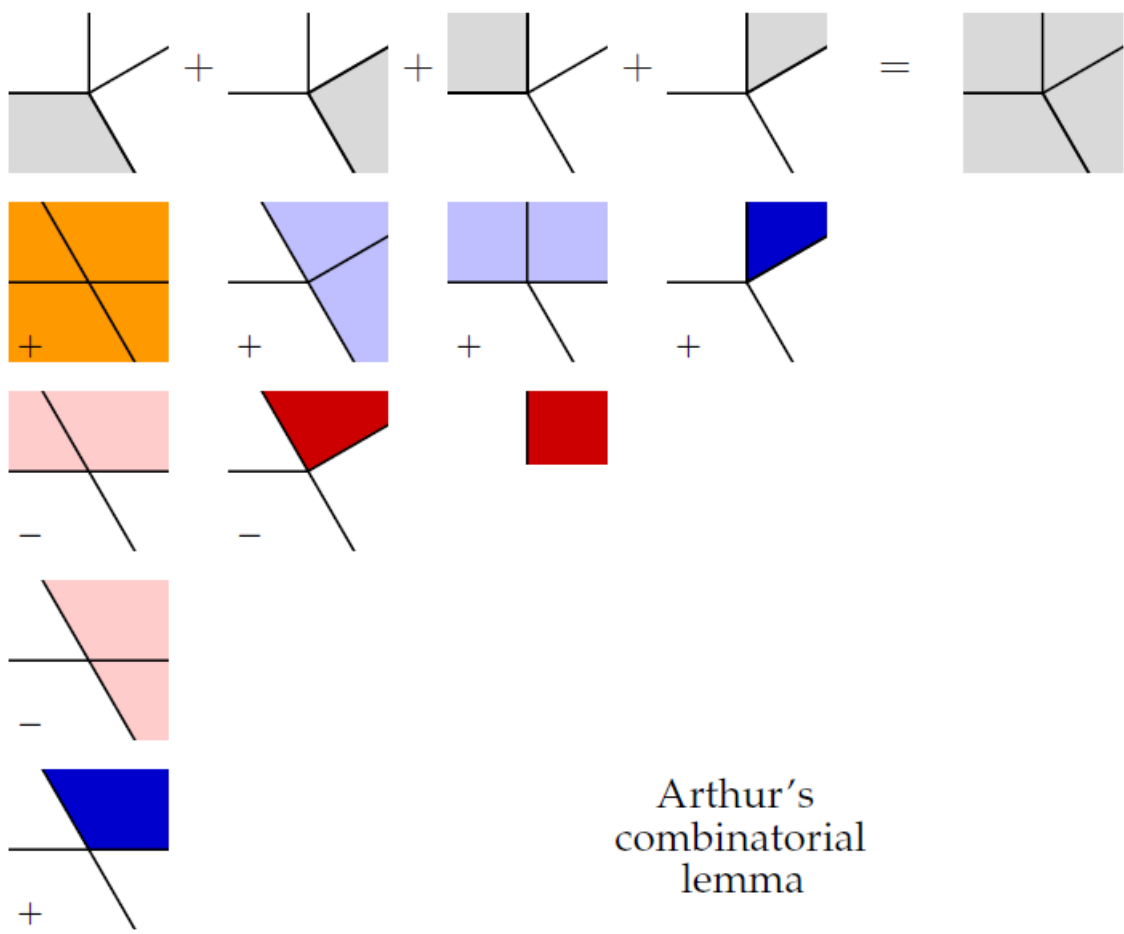 + + + =
+ + + +
− −
−
+
Arthur's
combinatorial
lemma